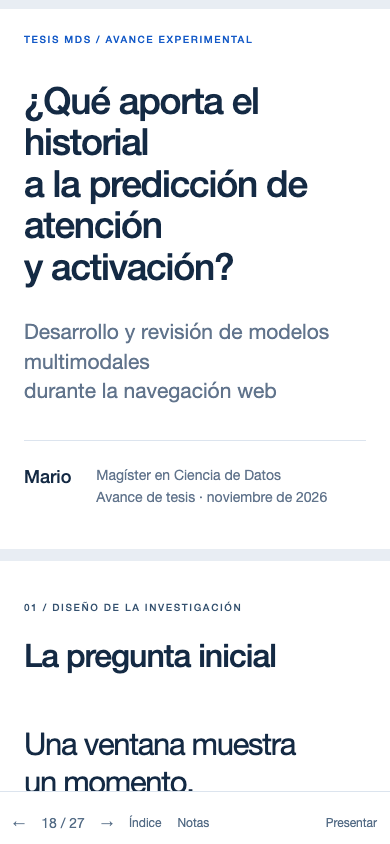 TESIS MDS / AVANCE EXPERIMENTAL
¿Qué aporta el
historial
a la predicción de
atención
y activación?
Desarrollo y revisión de modelos
multimodales
durante la navegación web
Mario
Magíster en Ciencia de Datos
Avance de tesis · noviembre de 2026
01 / DISEÑO DE LA INVESTIGACIÓN
La pregunta inicial
Una ventana muestra
un momento.
← 18 / 27 → Índice Notas Presentar